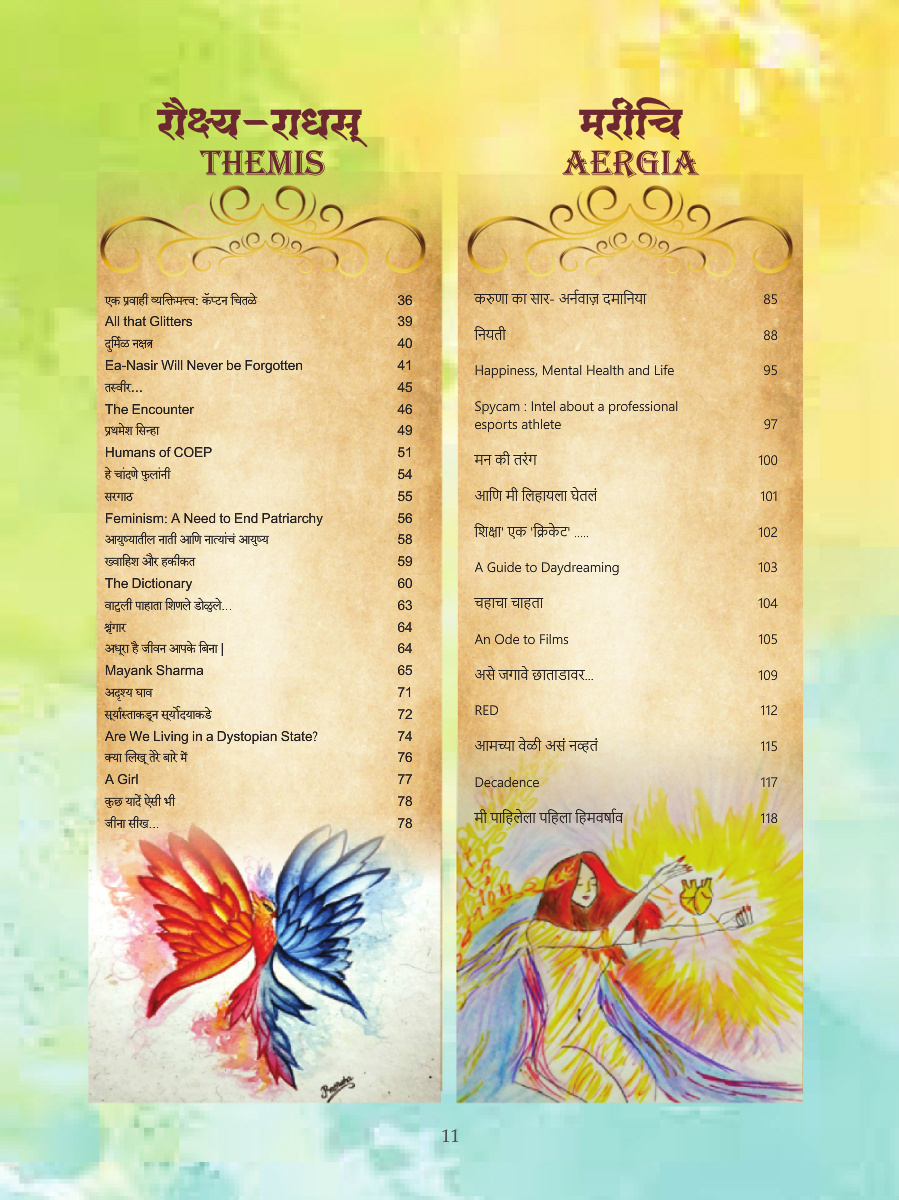 रौक्ष्य-राधस्
THEMIS
एक प्रवाही व्यक्तिमत्त्व: कॅप्टन चितळे 36
All that Glitters 39
दुर्मिळ नक्षत्र 40
Ea-Nasir Will Never be Forgotten 41
तस्वीर... 45
The Encounter 46
प्रथमेश सिन्हा 49
Humans of COEP 51
हे चांदणे फुलांनी 54
सरगाठ 55
Feminism: A Need to End Patriarchy 56
आयुष्यातील नाती आणि नात्यांचं आयुष्य 58
ख्वाहिश और हकीकत 59
The Dictionary 60
वाटुली पाहाता शिणले डोळुले... 63
श्रृंगार 64
अधूरा है जीवन आपके बिना | 64
Mayank Sharma 65
अदृश्य घाव 71
सूर्यास्ताकडून सूर्योदयाकडे 72
Are We Living in a Dystopian State? 74
क्या लिखू तेरे बारे में 76
A Girl 77
कुछ यादें ऐसी भी 78
जीना सीख... 78
मरीचि
AERGIA
करुणा का सार- अर्नवाज़ दमानिया 85
नियती 88
Happiness, Mental Health and Life 95
Spycam : Intel about a professional
esports athlete 97
मन की तरंग 100
आणि मी लिहायला घेतलं 101
शिक्षा' एक 'क्रिकेट' ..... 102
A Guide to Daydreaming 103
चहाचा चाहता 104
An Ode to Films 105
असे जगावे छाताडावर... 109
RED 112
आमच्या वेळी असं नव्हतं 115
Decadence 117
मी पाहिलेला पहिला हिमवर्षाव 118
11